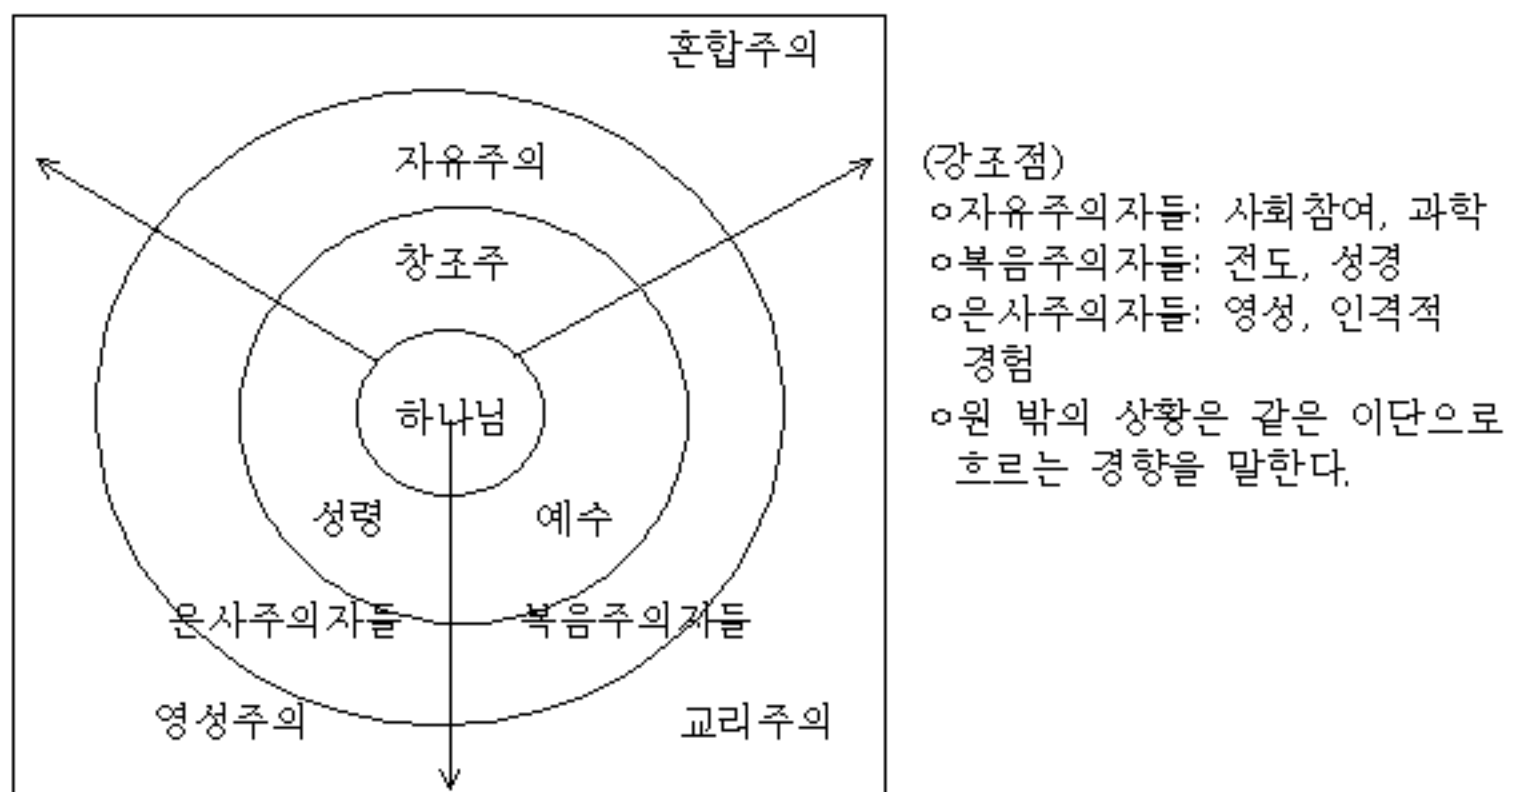 혼합주의
자유주의
창조주
하나님
성령 예수
은사주의자들 복음주의자들
영성주의 교리주의
(강조점)
ㅇ자유주의자들: 사회참여, 과학
ㅇ복음주의자들: 전도, 성경
ㅇ은사주의자들: 영성, 인격적
경험
ㅇ원 밖의 상황은 같은 이단으로
흐르는 경향을 말한다.